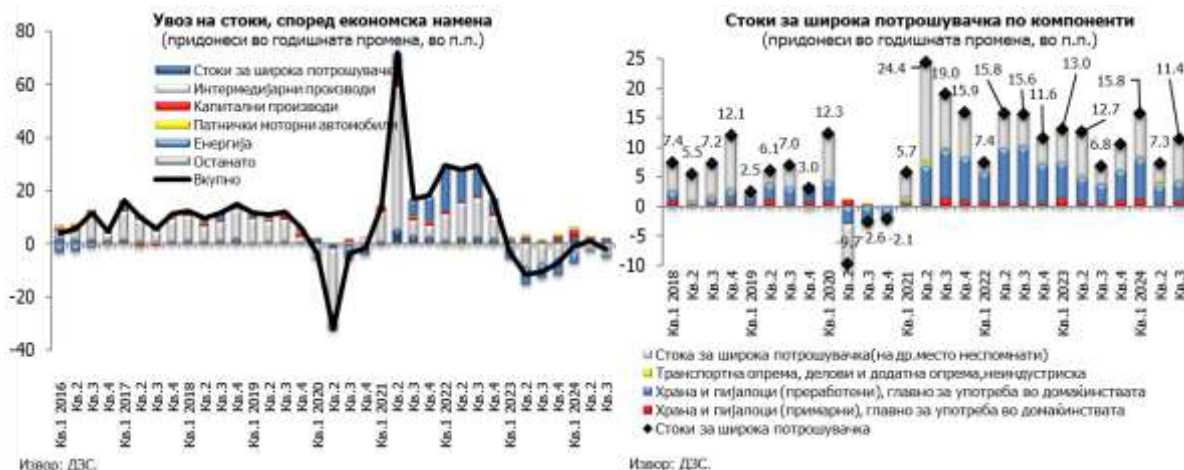 Увоз на стоки, според економска намена
(придонеси во годишната промена, во п.п.)
80
60
40
20
0
-20
-40
Стоки за широка потрошувачк
Интермедијарни производи
Капитални производи
Патнички моторни автомобили
Енергија
Останато
Вкупно
Кв.1 2016
Кв.2
Кв.3
Кв.4
Кв.1 2017
Кв.2
Кв.3
Кв.4
Кв.1 2018
Кв.2
Кв.3
Кв.4
Кв.1 2019
Кв.2
Кв.3
Кв.4
Кв.1 2020
Кв.2
Кв.3
Кв.4
Кв.1 2021
Кв.2
Кв.3
Кв.4
Кв.1 2022
Кв.2
Кв.3
Кв.4
Кв.1 2023
Кв.2
Кв.3
Кв.4
Кв.1 2024
Кв.2
Кв.3
Извор: ДЗС.
Стоки за широка потрошувачка по компоненти
(придонеси во годишната промена, во п.п.)
25
20
15
10
5
0
-5
-10
7.4
5.5
7.2
12.1
2.5
6.1
7.0
3.0
12.3
-9.7
-2.6
-2.1
5.7
24.4
19.0
15.9
7.4
15.8
15.6
11.6
13.0
12.7
6.8
15.8
7.3
11.4
Кв.1 2018
Кв.2
Кв.3
Кв.4
Кв.1 2019
Кв.2
Кв.3
Кв.4
Кв.1 2020
Кв.2
Кв.3
Кв.4
Кв.1 2021
Кв.2
Кв.3
Кв.4
Кв.1 2022
Кв.2
Кв.3
Кв.4
Кв.1 2023
Кв.2
Кв.3
Кв.4
Кв.1 2024
Кв.2
Кв.3
Стока за широка потрошувачка(на др.место неспомнати)
Транспортна опрема, делови и додатна опрема,неиндустриска
Храна и пијалоци (преработени), главно за употреба во домаќинствата
Храна и пијалоци (примарни), главно за употреба во домаќинствата
Стоки за широка потрошувачка
Извор: ДЗС.